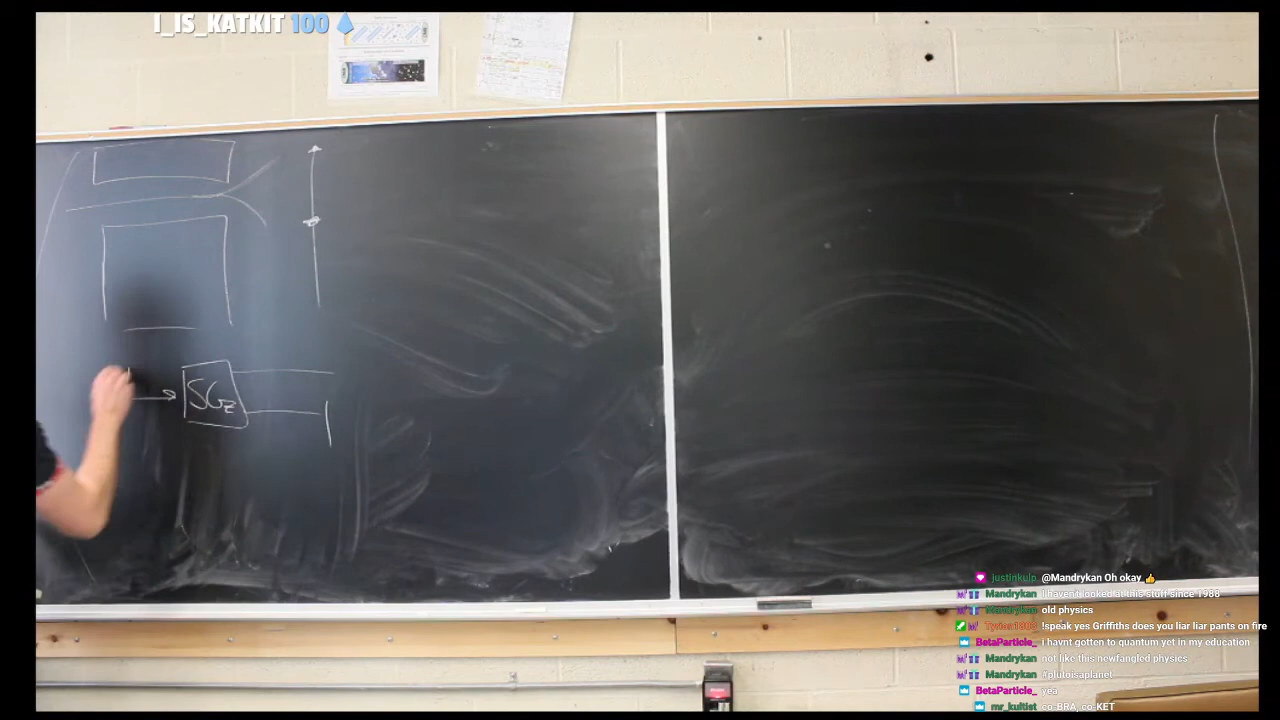 I_IS_KATKIT 100
SGz
justinkulp @Mandrykan Oh okay 👍
Mandrykan I haven't looked at this stuff since 1988
Mandrykan old physics
!speak yes Griffiths does you liar liar pants on fire
BetaParticle_ i havnt gotten to quantum yet in my education
Mandrykan not like this newfangled physics
Mandrykan #plutoisaplanet
BetaParticle_ yea
mr_kultist co-BRA, co-KET